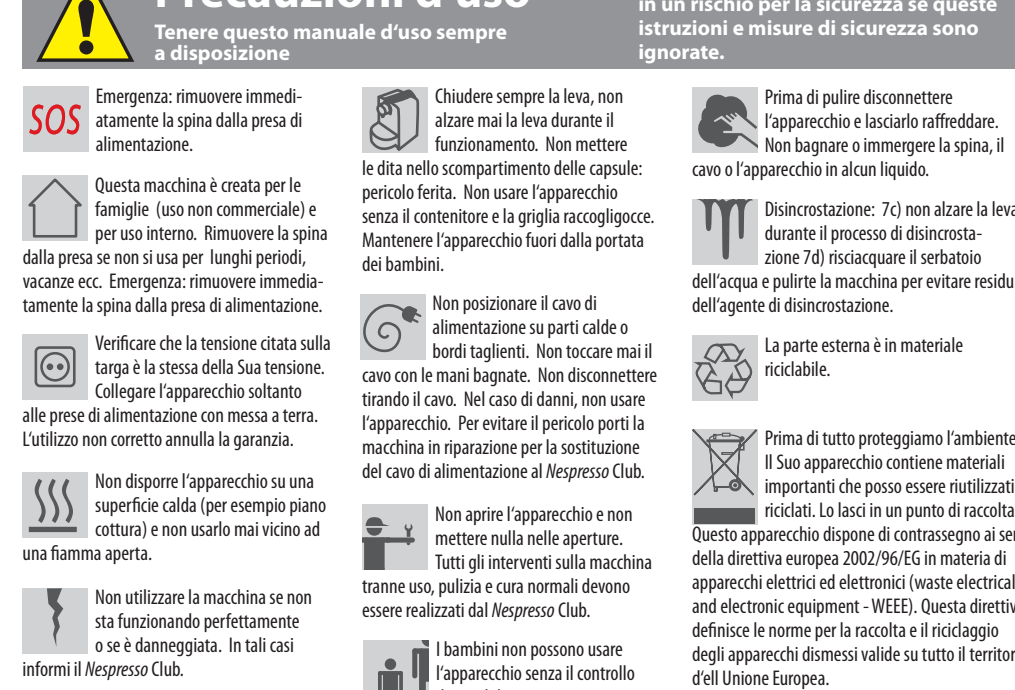 Precauzioni d'uso
Tenere questo manuale d'uso sempre
a disposizione
in un rischio per la sicurezza se queste
istruzioni e misure di sicurezza sono
ignorate.
SOS
Emergenza: rimuovere immedi-
atamente la spina dalla presa di
alimentazione.
Questa macchina è creata per le
famiglie (uso non commerciale) e
per uso interno. Rimuovere la spina
dalla presa se non si usa per lunghi periodi,
vacanze ecc. Emergenza: rimuovere immedia-
tamente la spina dalla presa di alimentazione.
Verificare che la tensione citata sulla
targa è la stessa della Sua tensione.
Collegare l'apparecchio soltanto
alle prese di alimentazione con messa a terra.
L'utilizzo non corretto annulla la garanzia.
Non disporre l'apparecchio su una
superficie calda (per esempio piano
cottura) e non usarlo mai vicino ad
una fiamma aperta.
Non utilizzare la macchina se non
sta funzionando perfettamente
o se è danneggiata. In tali casi
informi il Nespresso Club.
Chiudere sempre la leva, non
alzare mai la leva durante il
funzionamento. Non mettere
le dita nello scompartimento delle capsule:
pericolo ferita. Non usare l'apparecchio
senza il contenitore e la griglia raccogligocce.
Mantenere l'apparecchio fuori dalla portata
dei bambini.
Non posizionare il cavo di
alimentazione su parti calde o
bordi taglienti. Non toccare mai il
cavo con le mani bagnate. Non disconnettere
tirando il cavo. Nel caso di danni, non usare
l'apparecchio. Per evitare il pericolo porti la
macchina in riparazione per la sostituzione
del cavo di alimentazione al Nespresso Club.
Non aprire l'apparecchio e non
mettere nulla nelle aperture.
Tutti gli interventi sulla macchina
tranne uso, pulizia e cura normali devono
essere realizzati dal Nespresso Club.
I bambini non possono usare
l'apparecchio senza il controllo
Prima di pulire disconnettere
l'apparecchio e lasciarlo raffreddare.
Non bagnare o immergere la spina, il
cavo o l'apparecchio in alcun liquido.
Disincrostazione: 7c) non alzare la leva
durante il processo di disincrosta-
zione 7d) risciacquare il serbatoio
dell'acqua e pulirte la macchina per evitare residu
dell'agente di disincrostazione.
La parte esterna è in materiale
riciclabile.
Prima di tutto proteggiamo l'ambiente
Il Suo apparecchio contiene materiali
importanti che posso essere riutilizzati
riciclati. Lo lasci in un punto di raccolta
Questo apparecchio dispone di contrassegno ai sen
della direttiva europea 2002/96/EG in materia di
apparecchi elettrici ed elettronici (waste electrical
and electronic equipment - WEEE). Questa direttiv
definisce le norme per la raccolta e il riciclaggio
degli apparecchi dismessi valide su tutto il territor
d'ell Unione Europea.